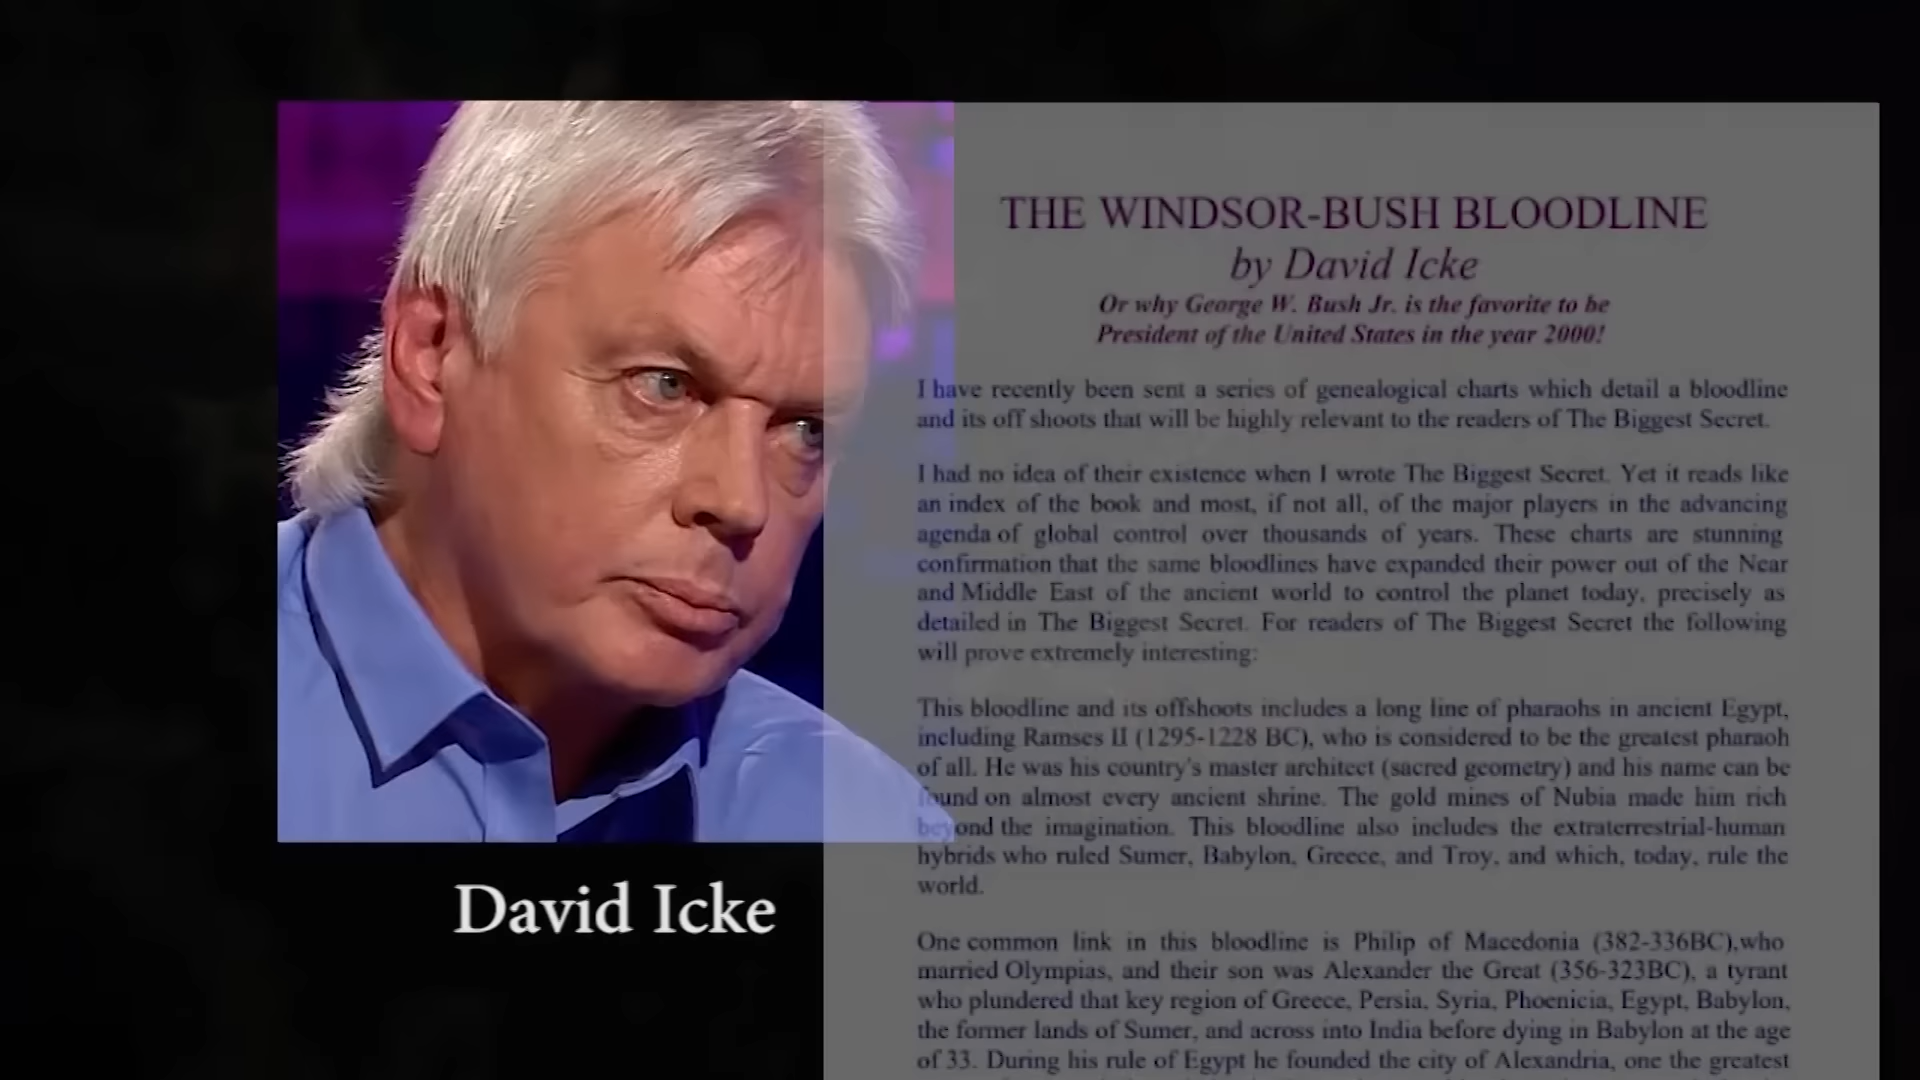 THE WINDSOR-BUSH BLOODLINE
by David Icke
Or why George W. Bush Jr. is the favorite to be
President of the United States in the year 2000!
I have recently been sent a series of genealogical charts which detail a bloodline
and its off shoots that will be highly relevant to the readers of The Biggest Secret.
I had no idea of their existence when I wrote The Biggest Secret. Yet it reads like
an index of the book and most, if not all, of the major players in the advancing
agenda of global control over thousands of years. These charts are stunning
confirmation that the same bloodlines have expanded their power out of the Near
and Middle East of the ancient world to control the planet today, precisely as
detailed in The Biggest Secret. For readers of The Biggest Secret the following
will prove extremely interesting:
This bloodline and its offshoots includes a long line of pharaohs in ancient Egypt,
including Ramses II (1295-1228 BC), who is considered to be the greatest pharaoh
of all. He was his country's master architect (sacred geometry) and his name can be
found on almost every ancient shrine. The gold mines of Nubia made him rich
beyond the imagination. This bloodline also includes the extraterrestrial-human
hybrids who ruled Sumer, Babylon, Greece, and Troy, and which, today, rule the
world.
One common link in this bloodline is Philip of Macedonia (382-336BC),who
married Olympias, and their son was Alexander the Great (356-323BC), a tyrant
who plundered that key region of Greece, Persia, Syria, Phoenicia, Egypt, Babylon,
the former lands of Sumer, and across into India before dying in Babylon at the age
of 33. During his rule of Egypt he founded the city of Alexandria, one the greatest
David Icke